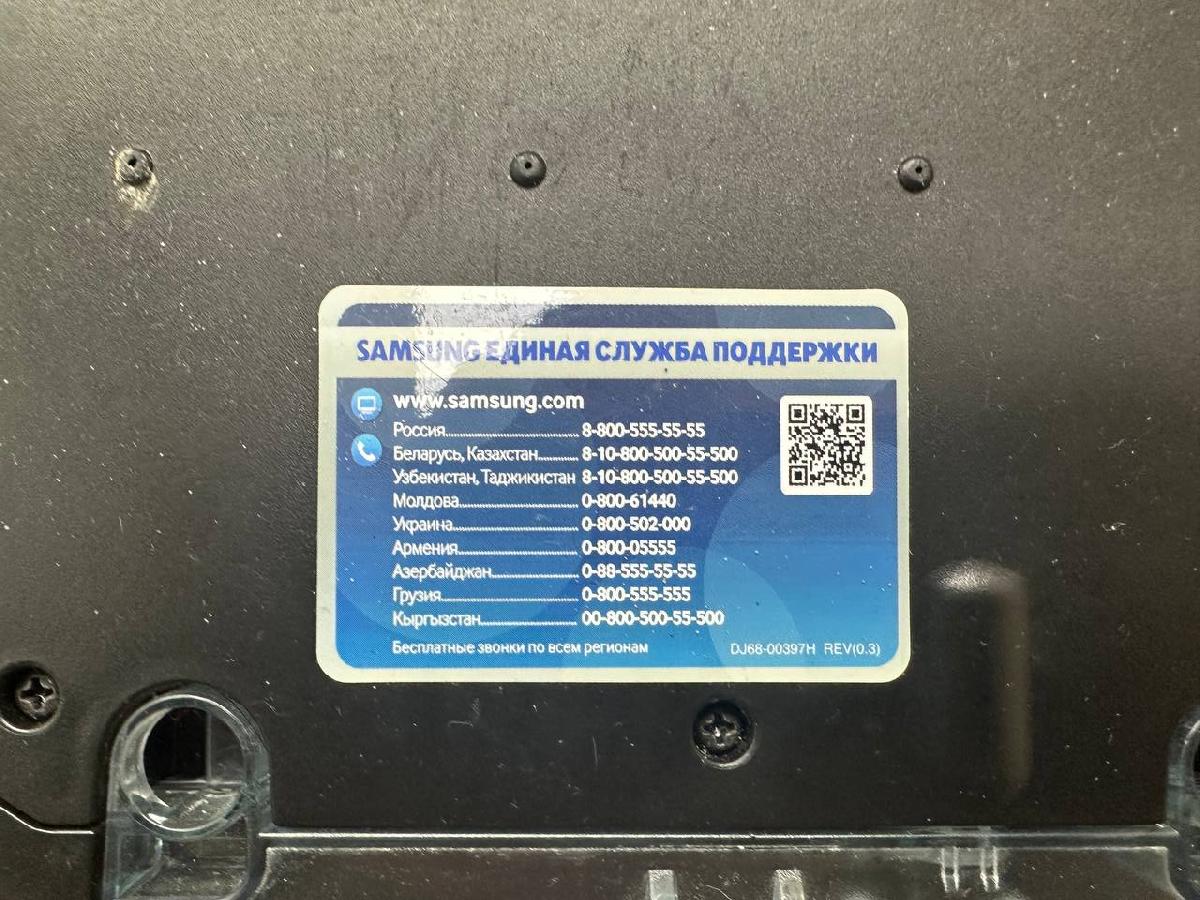 SAMSUNG ЕДИНАЯ СЛУЖБА ПОДДЕРЖКИ
www.samsung.com
Россия............................ 8-800-555-55-55
Беларусь, Казахстан............ 8-10-800-500-55-500
Узбекистан, Таджикистан 8-10-800-500-55-500
Молдова........................ 0-800-61440
Украина......................... 0-800-502-000
Армения........................ 0-800-05555
Азербайджан.................. 0-88-555-55-55
Грузия............................ 0-800-555-555
Кыргызстан.................... 00-800-500-55-500
Бесплатные звонки по всем регионам DJ68-00397H REV(0.3)